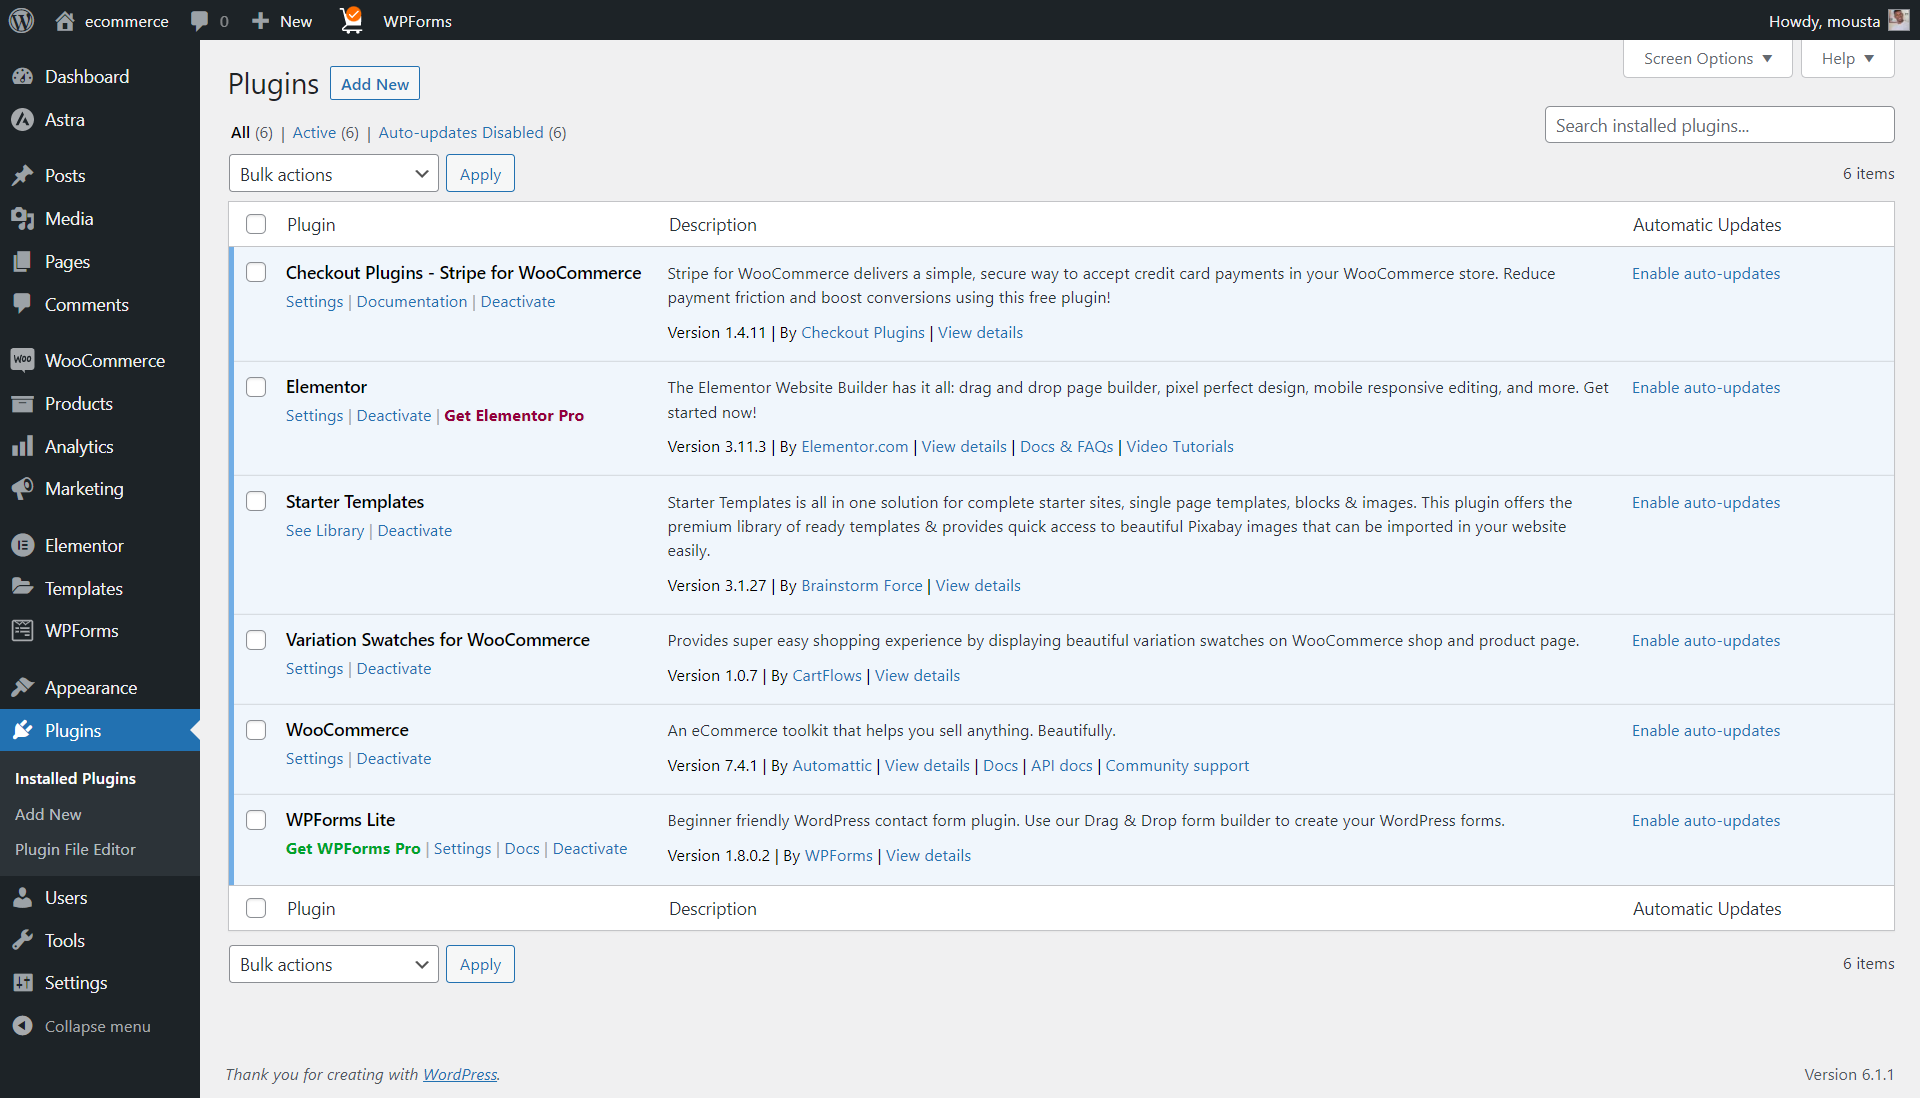 ecommerce 0 New WPForms Howdy, mousta
Dashboard
Astra
Posts
Media
Pages
Comments
Woo WooCommerce
Products
Analytics
Marketing
Elementor
Templates
WPForms
Appearance
Plugins
Installed Plugins
Add New
Plugin File Editor
Users
Tools
Settings
Collapse menu
Screen Options Help
Plugins Add New
All (6) | Active (6) | Auto-updates Disabled (6)
Search installed plugins...
Bulk actions Apply 6 items
Plugin Description Automatic Updates
Checkout Plugins - Stripe for WooCommerce
Settings | Documentation | Deactivate
Stripe for WooCommerce delivers a simple, secure way to accept credit card payments in your WooCommerce store. Reduce
payment friction and boost conversions using this free plugin!
Version 1.4.11 | By Checkout Plugins | View details
Enable auto-updates
Elementor
Settings | Deactivate | Get Elementor Pro
The Elementor Website Builder has it all: drag and drop page builder, pixel perfect design, mobile responsive editing, and more. Get
started now!
Version 3.11.3 | By Elementor.com | View details | Docs & FAQs | Video Tutorials
Enable auto-updates
Starter Templates
See Library | Deactivate
Starter Templates is all in one solution for complete starter sites, single page templates, blocks & images. This plugin offers the
premium library of ready templates & provides quick access to beautiful Pixabay images that can be imported in your website
easily.
Version 3.1.27 | By Brainstorm Force | View details
Enable auto-updates
Variation Swatches for WooCommerce
Settings | Deactivate
Provides super easy shopping experience by displaying beautiful variation swatches on WooCommerce shop and product page.
Version 1.0.7 | By CartFlows | View details
Enable auto-updates
WooCommerce
Settings | Deactivate
An eCommerce toolkit that helps you sell anything. Beautifully.
Version 7.4.1 | By Automattic | View details | Docs | API docs | Community support
Enable auto-updates
WPForms Lite
Get WPForms Pro | Settings | Docs | Deactivate
Beginner friendly WordPress contact form plugin. Use our Drag & Drop form builder to create your WordPress forms.
Version 1.8.0.2 | By WPForms | View details
Enable auto-updates
Plugin Description Automatic Updates
Bulk actions Apply 6 items
Thank you for creating with WordPress. Version 6.1.1